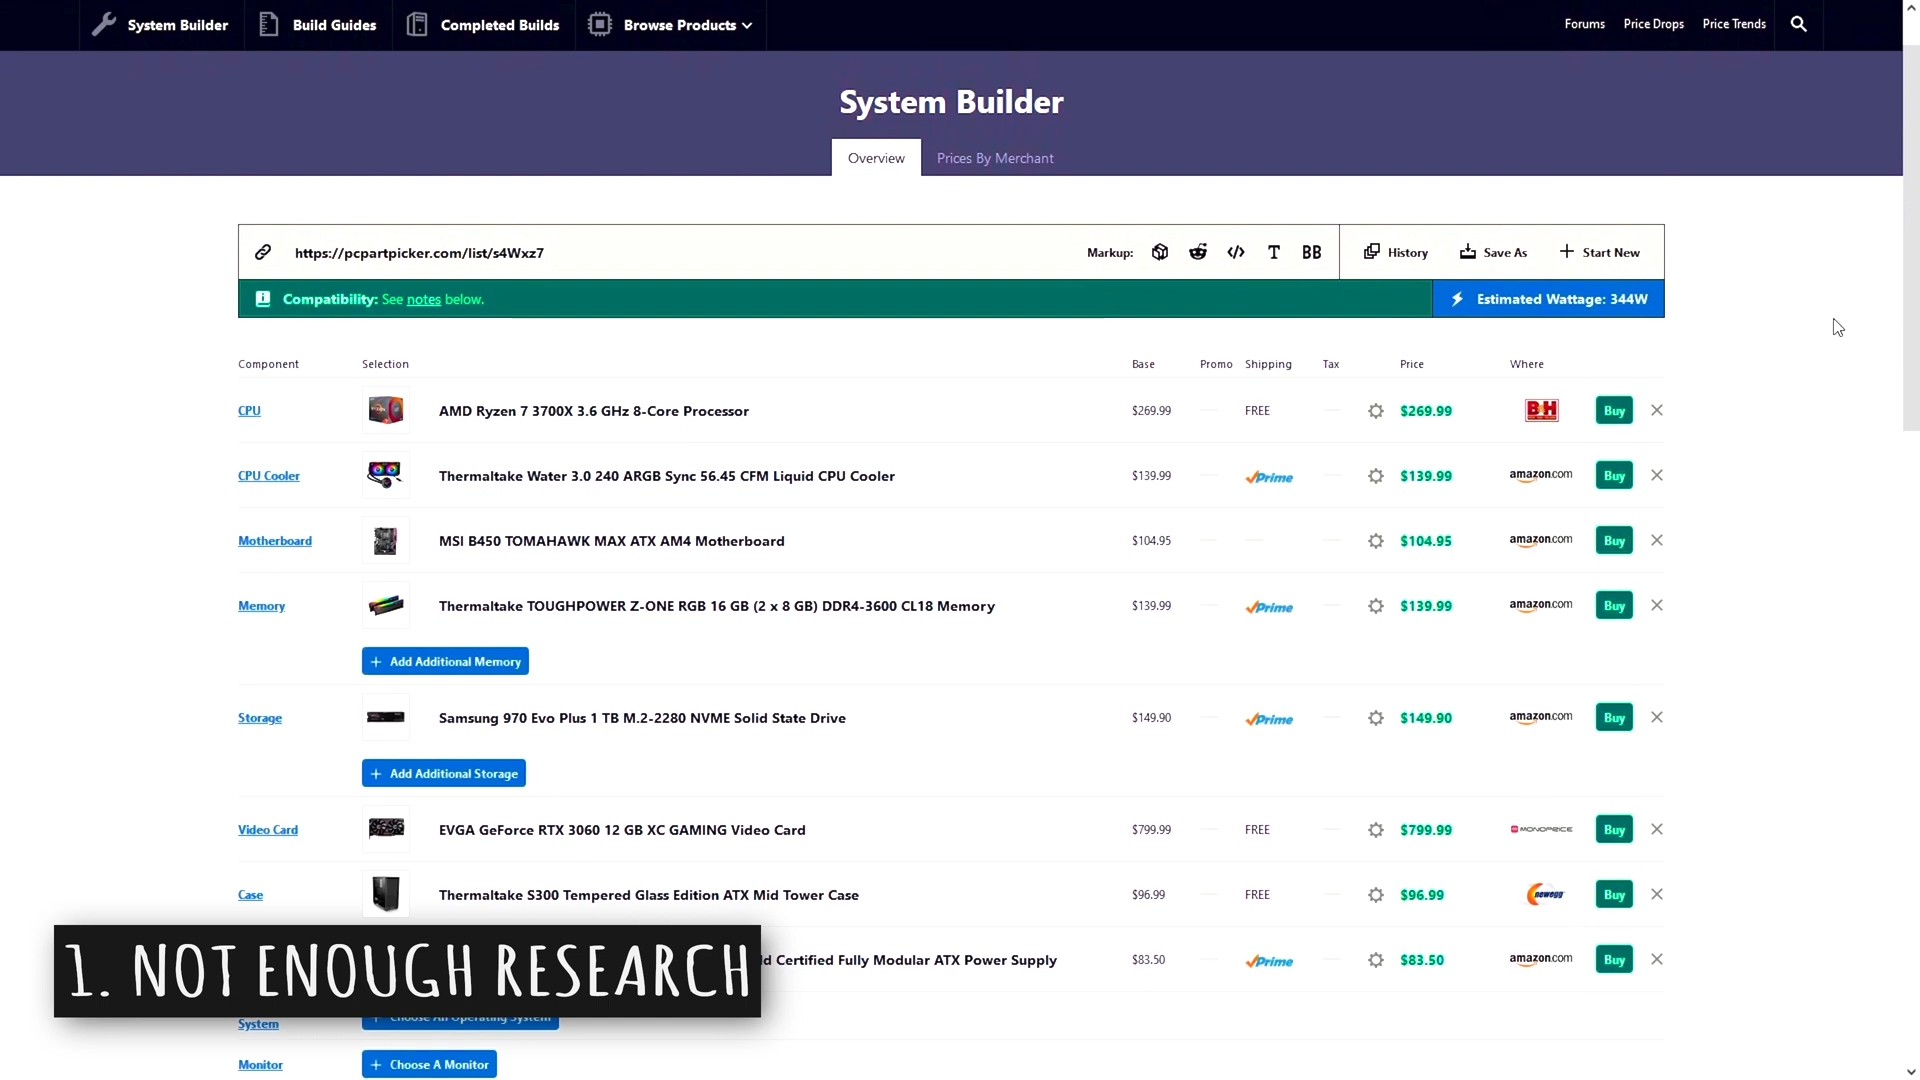 System Builder
Build Guides
Completed Builds
Browse Products
Forums
Price Drops
Price Trends
System Builder
Overview
Prices By Merchant
https://pcpartpicker.com/list/s4Wxz7
Markup:
T
BB
History
Save As
Start New
Compatibility: See notes below.
Estimated Wattage: 344W
Component Selection Base Promo Shipping Tax Price Where
CPU AMD Ryzen 7 3700X 3.6 GHz 8-Core Processor $269.99 FREE $269.99 B&H Buy
CPU Cooler Thermaltake Water 3.0 240 ARGB Sync 56.45 CFM Liquid CPU Cooler $139.99 Prime $139.99 amazon.com Buy
Motherboard MSI B450 TOMAHAWK MAX ATX AM4 Motherboard $104.95 $104.95 amazon.com Buy
Memory Thermaltake TOUGHPOWER Z-ONE RGB 16 GB (2 x 8 GB) DDR4-3600 CL18 Memory $139.99 Prime $139.99 amazon.com Buy
+ Add Additional Memory
Storage Samsung 970 Evo Plus 1 TB M.2-2280 NVME Solid State Drive $149.90 Prime $149.90 amazon.com Buy
+ Add Additional Storage
Video Card EVGA GeForce RTX 3060 12 GB XC GAMING Video Card $799.99 FREE $799.99 MONOPRICE Buy
Case Thermaltake S300 Tempered Glass Edition ATX Mid Tower Case $96.99 FREE $96.99 newegg Buy
Certified Fully Modular ATX Power Supply $83.50 Prime $83.50 amazon.com Buy
1. NOT ENOUGH RESEARCH
System + Choose An Operating System
Monitor + Choose A Monitor